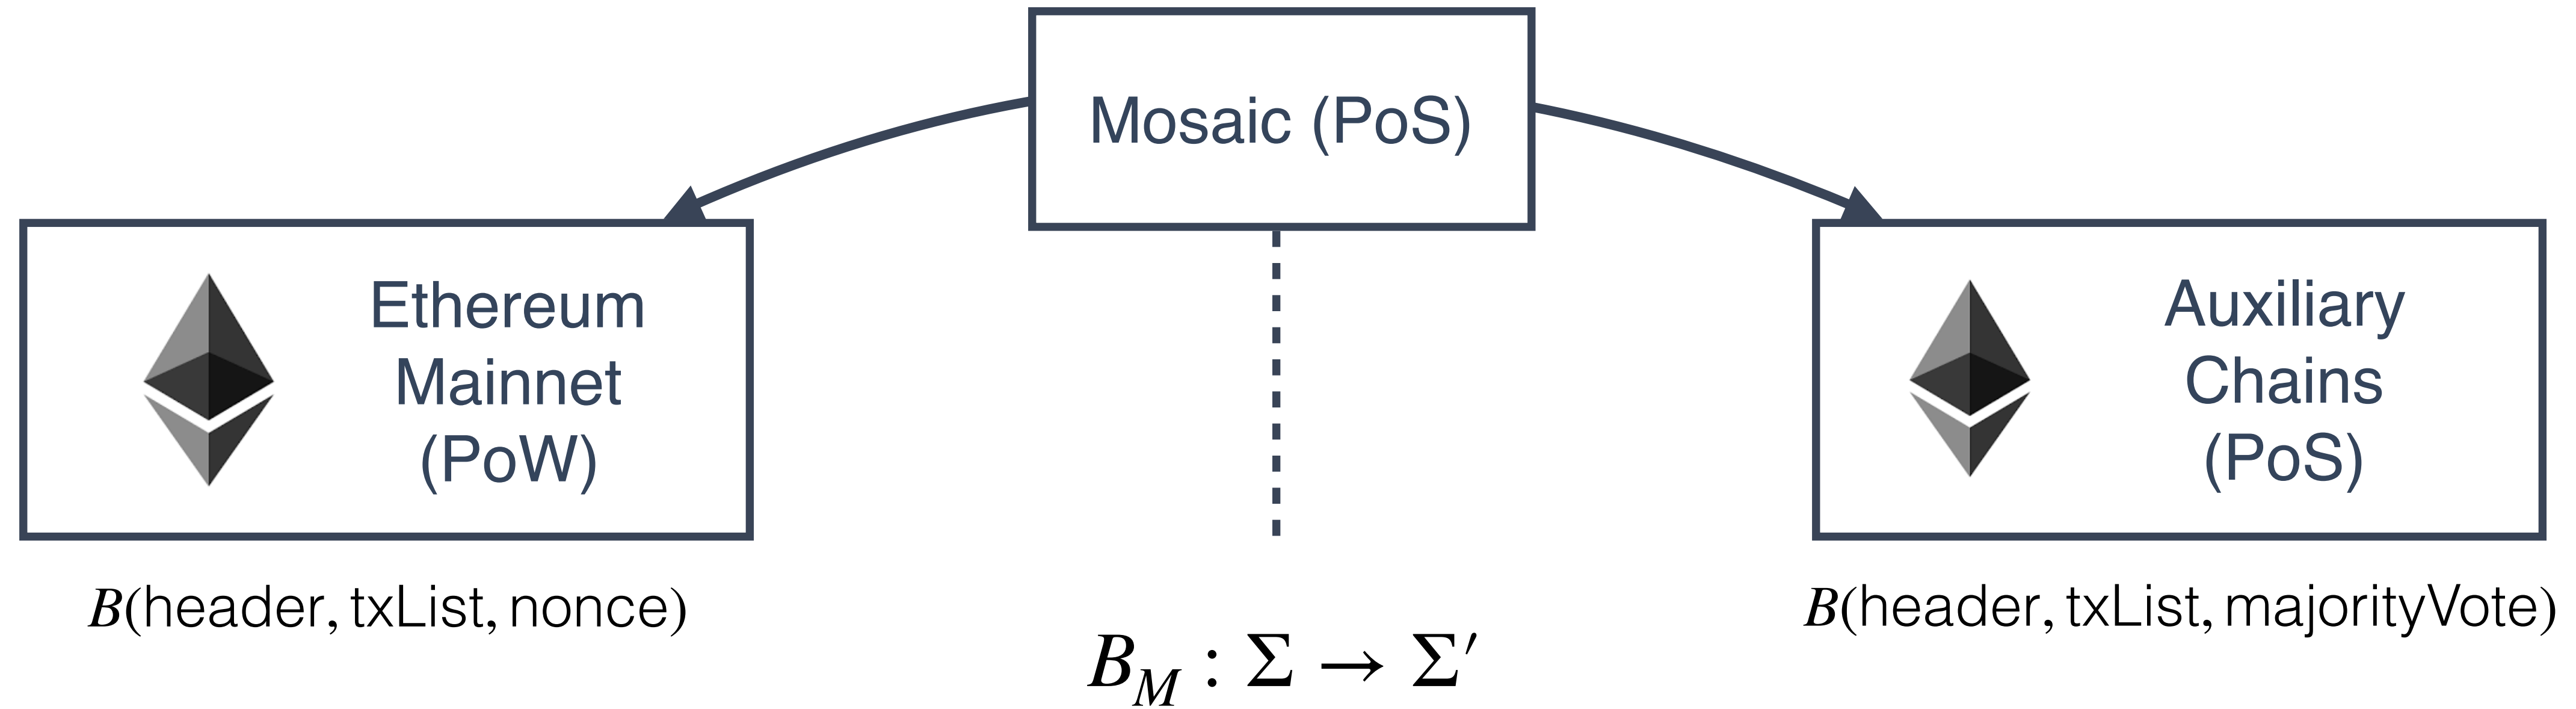 Mosaic (PoS)
Ethereum
Mainnet
(PoW)
Auxiliary
Chains
(PoS)
B(header, txList, nonce)
B(header, txList, majorityVote)
B_M : Σ → Σ′